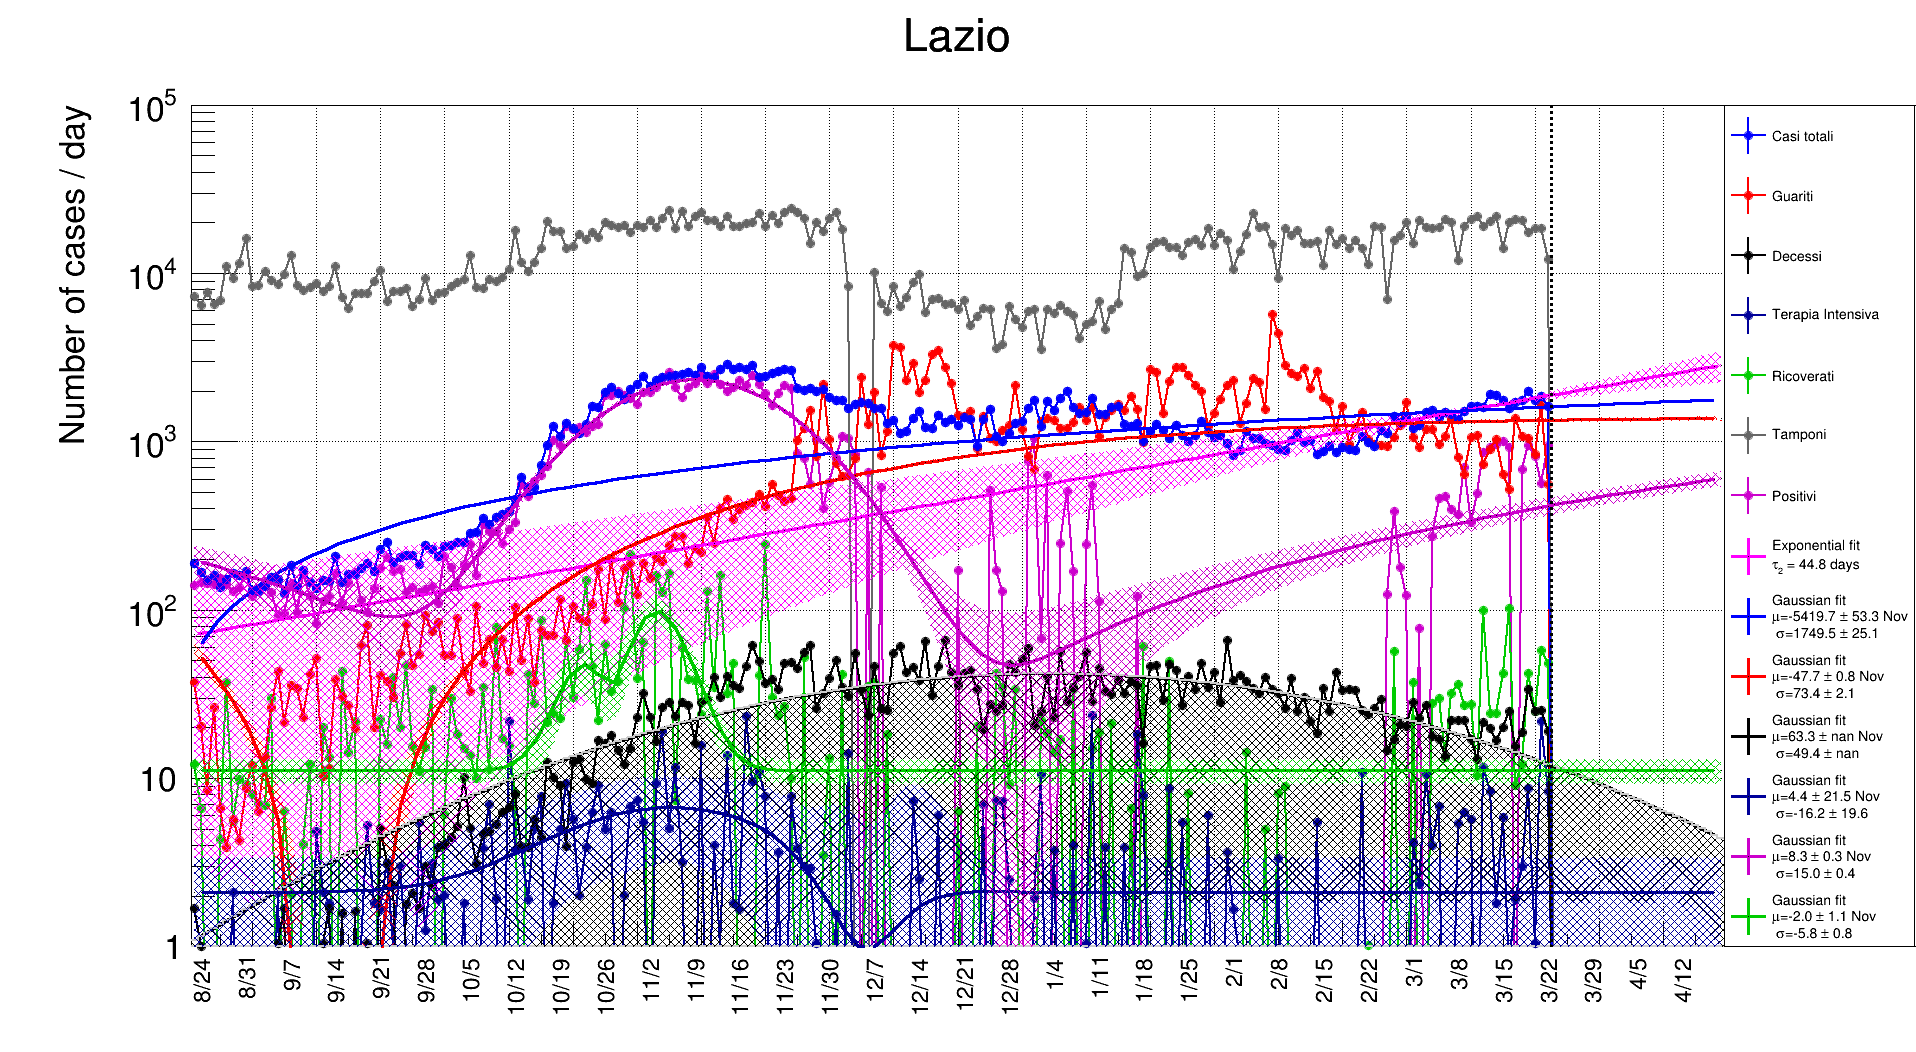 Lazio
Number of cases / day
10^5
10^4
10^3
10^2
10
1
8/24 8/31 9/7 9/14 9/21 9/28 10/5 10/12 10/19 10/26 11/2 11/9 11/16 11/23 11/30 12/7 12/14 12/21 12/28 1/4 1/11 1/18 1/25 2/1 2/8 2/15 2/22 3/1 3/8 3/15 3/22 3/29 4/5 4/12
Casi totali
Guariti
Decessi
Terapia Intensiva
Ricoverati
Tamponi
Positivi
Exponential fit
τ₂ = 44.8 days
Gaussian fit
μ=-5419.7 ± 53.3 Nov
σ=1749.5 ± 25.1
Gaussian fit
μ=-47.7 ± 0.8 Nov
σ=73.4 ± 2.1
Gaussian fit
μ=63.3 ± nan Nov
σ=49.4 ± nan
Gaussian fit
μ=4.4 ± 21.5 Nov
σ=-16.2 ± 19.6
Gaussian fit
μ=8.3 ± 0.3 Nov
σ=15.0 ± 0.4
Gaussian fit
μ=-2.0 ± 1.1 Nov
σ=-5.8 ± 0.8